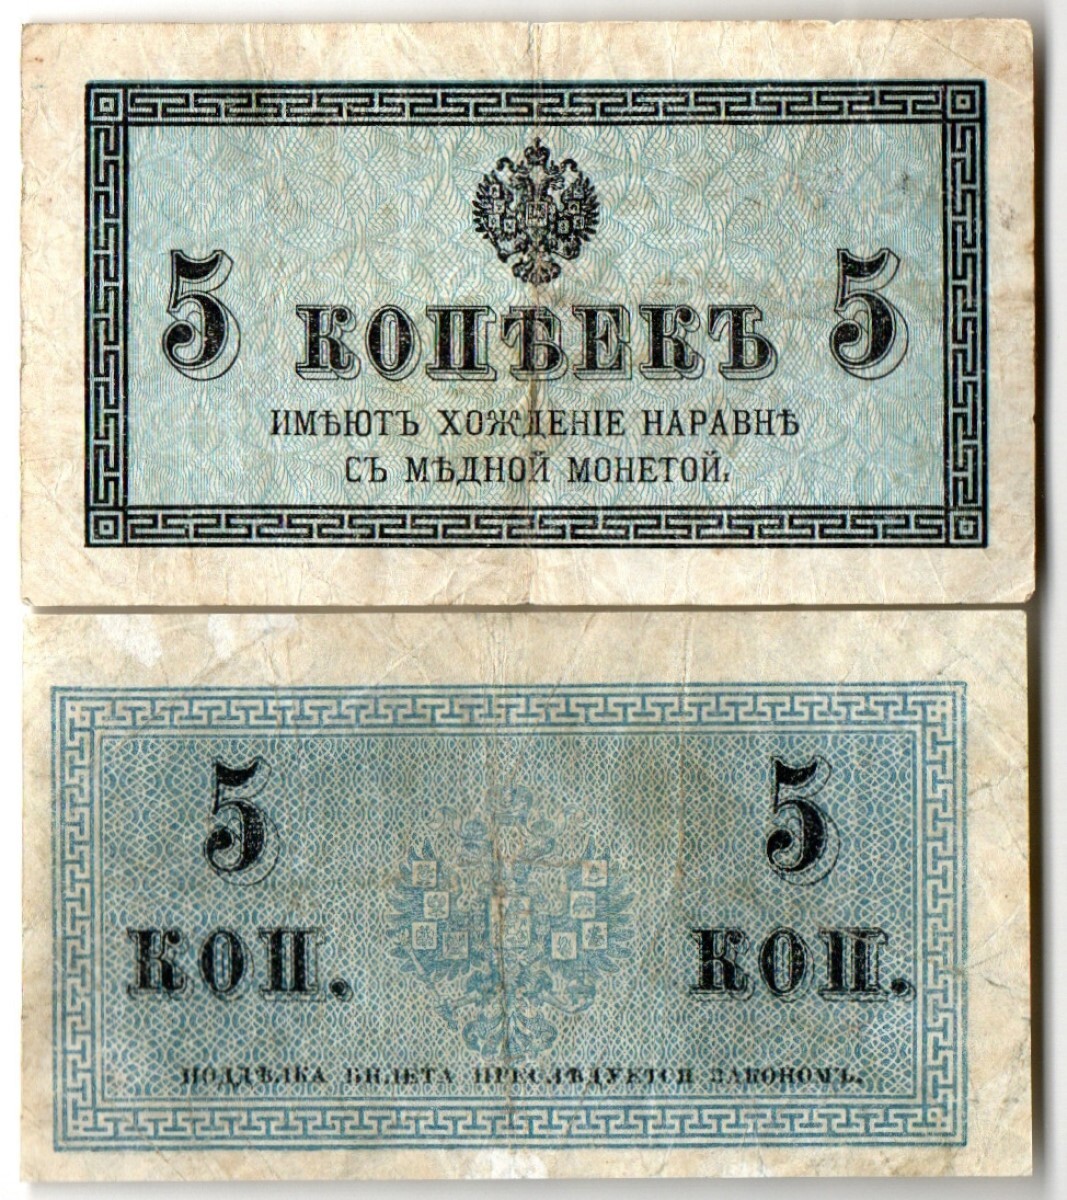 5 КОПѢЕКЪ 5
ИМѢЮТЪ ХОЖДЕНІЕ НАРАВНѢ
СЪ МѢДНОЙ МОНЕТОЙ.
5 5
КОП. КОП.
ПОДДѢЛКА БИЛЕТА ПРЕСЛѢДУЕТСЯ ЗАКОНОМЪ.